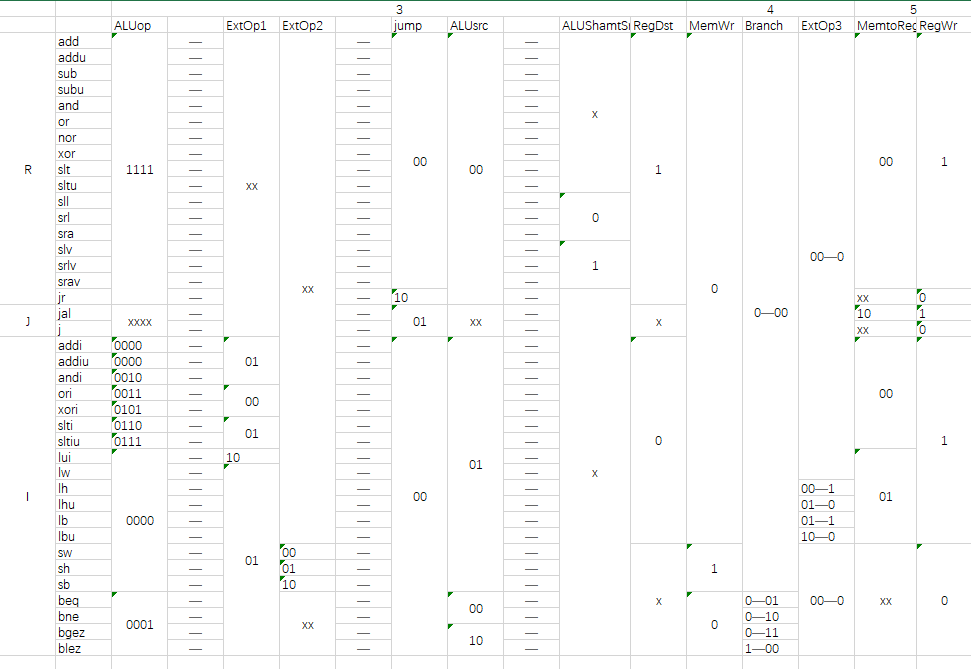 3 4 5
ALUop ExtOp1 ExtOp2 jump ALUsrc ALUShamtSr RegDst MemWr Branch ExtOp3 MemtoReg RegWr
add — — —
addu — — —
sub — — —
subu — — —
and — — — x
or — — —
nor — — —
xor — — —
00 00 1
R slt 1111 — — 00 — 1
sltu — xx — —
sll — — —
srl — — — 0
sra — — —
slv — — —
00—0
srlv — — — 1
srav — — —
xx 0
jr — — 10 — xx 0
jal — — — 0—00 10 1
J xxxx 01 xx x
j — — — xx 0
addi 0000 — — —
addiu 0000 — 01 — —
andi 0010 — — —
ori 0011 — — — 00
00
xori 0101 — — —
slti 0110 — — —
01
sltiu 0111 — — — 0 1
lui — 10 — —
01
lw — — — x
lh — — — 00—1
I 00 01
lhu — — — 01—0
lb 0000 — — — 01—1
lbu — — — 10—0
sw — 00 — —
01
sh — 01 — — 1
sb — 10 — —
beq — — — x 0—01 00—0 xx 0
00
bne — — — 0—10
0001 xx 0
bgez — — — 0—11
10
blez — — — 1—00